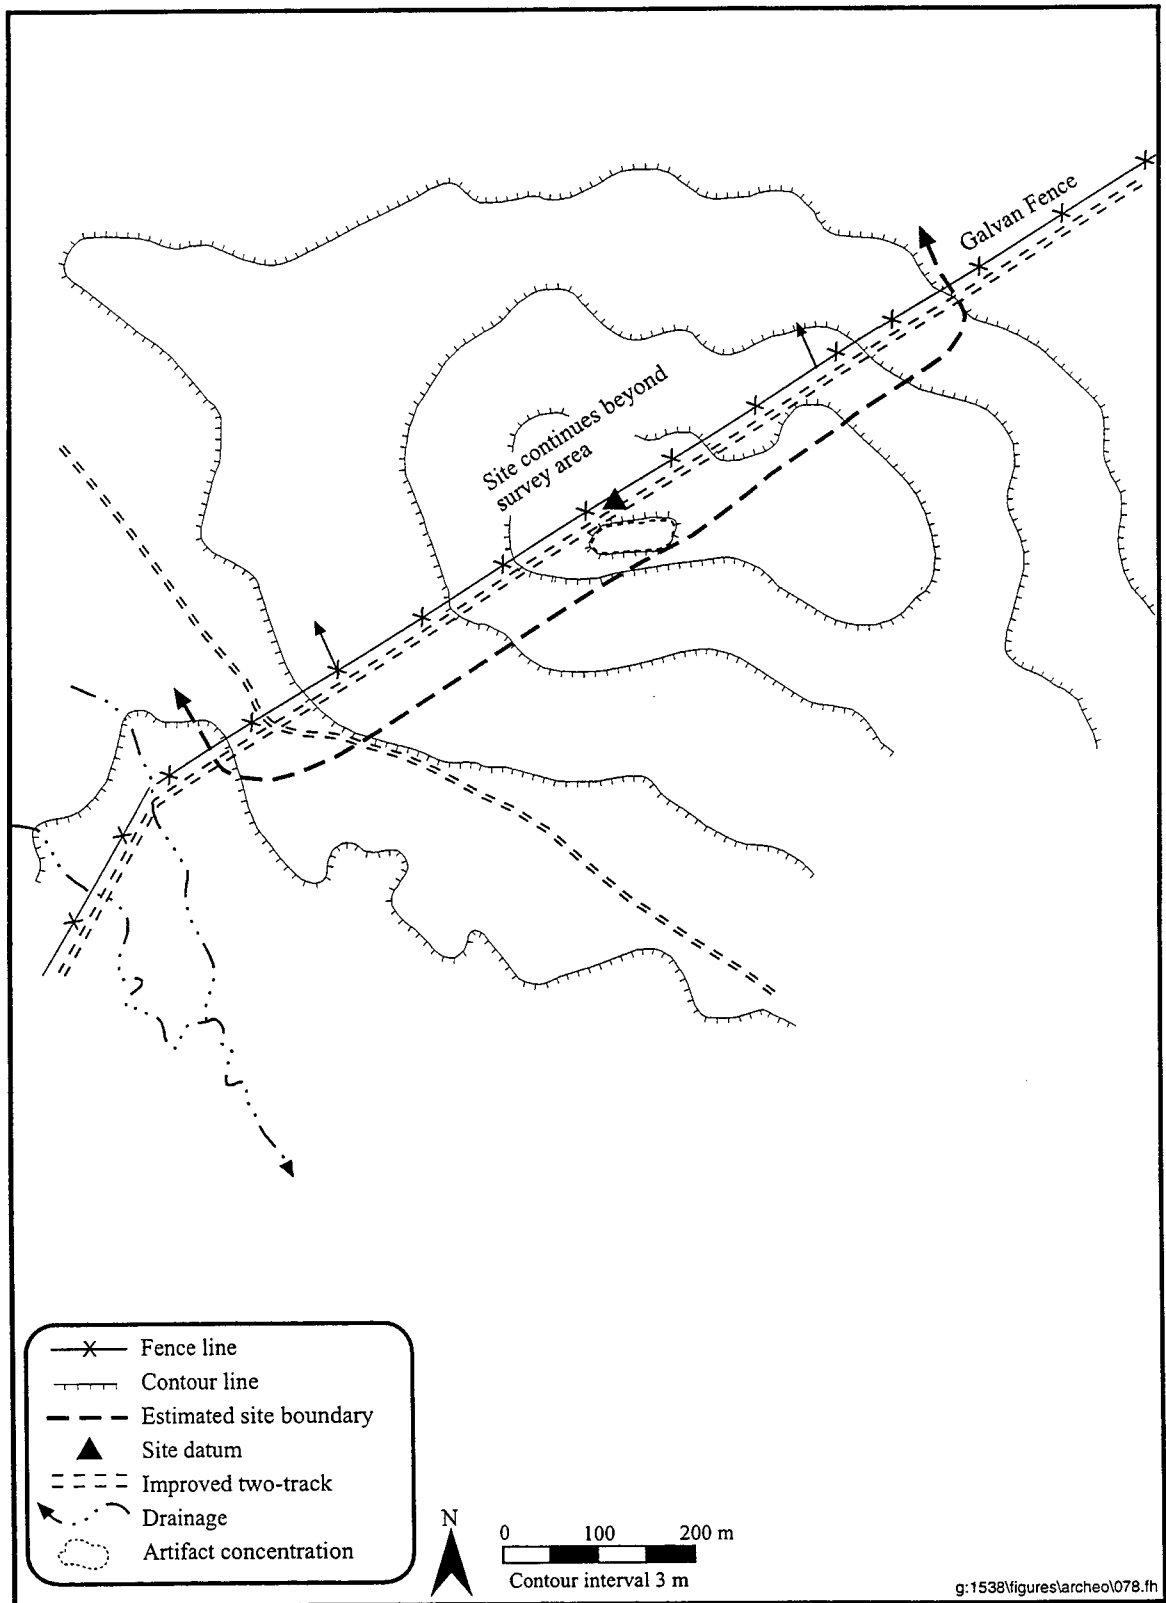 Galvan Fence
Site continues beyond
survey area
Fence line
Contour line
Estimated site boundary
Site datum
Improved two-track
Drainage
Artifact concentration
N
0 100 200 m
Contour interval 3 m
g:1538\figures\archeo\078.fh